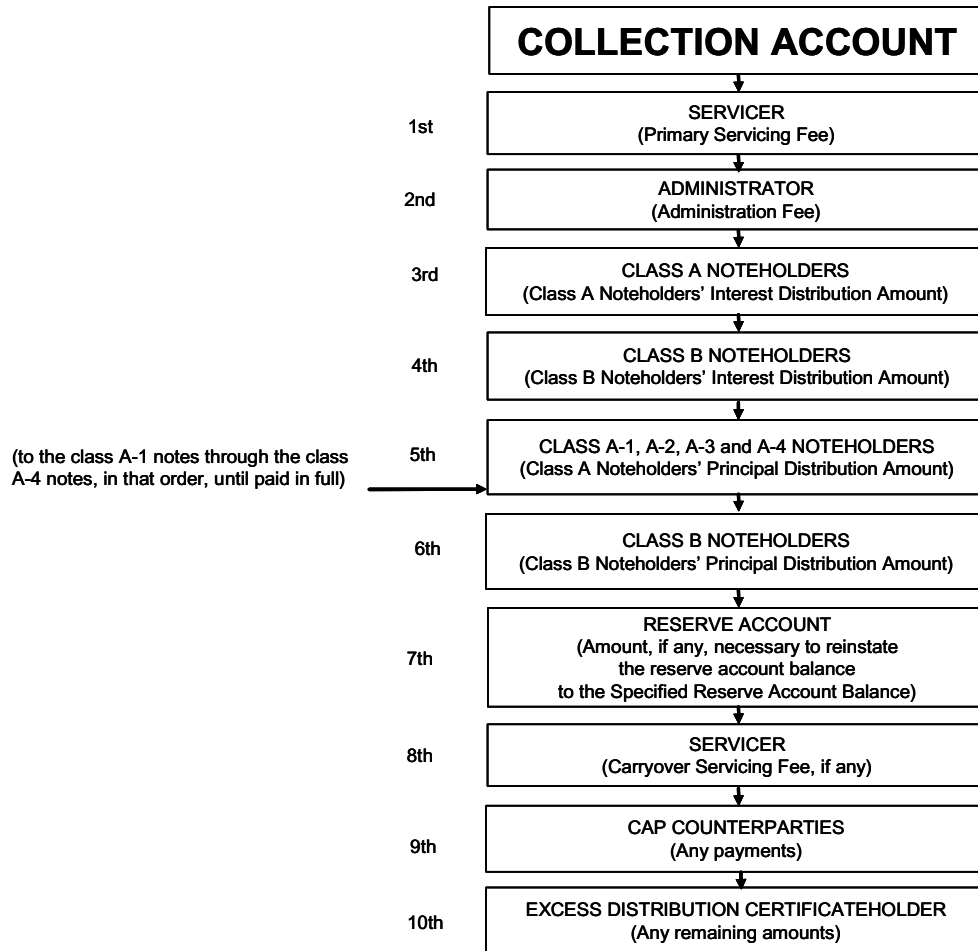 COLLECTION ACCOUNT
1st
SERVICER
(Primary Servicing Fee)
2nd
ADMINISTRATOR
(Administration Fee)
3rd
CLASS A NOTEHOLDERS
(Class A Noteholders’ Interest Distribution Amount)
4th
CLASS B NOTEHOLDERS
(Class B Noteholders’ Interest Distribution Amount)
(to the class A-1 notes through the class
A-4 notes, in that order, until paid in full)
5th
CLASS A-1, A-2, A-3 and A-4 NOTEHOLDERS
(Class A Noteholders’ Principal Distribution Amount)
6th
CLASS B NOTEHOLDERS
(Class B Noteholders’ Principal Distribution Amount)
7th
RESERVE ACCOUNT
(Amount, if any, necessary to reinstate
the reserve account balance
to the Specified Reserve Account Balance)
8th
SERVICER
(Carryover Servicing Fee, if any)
9th
CAP COUNTERPARTIES
(Any payments)
10th
EXCESS DISTRIBUTION CERTIFICATEHOLDER
(Any remaining amounts)